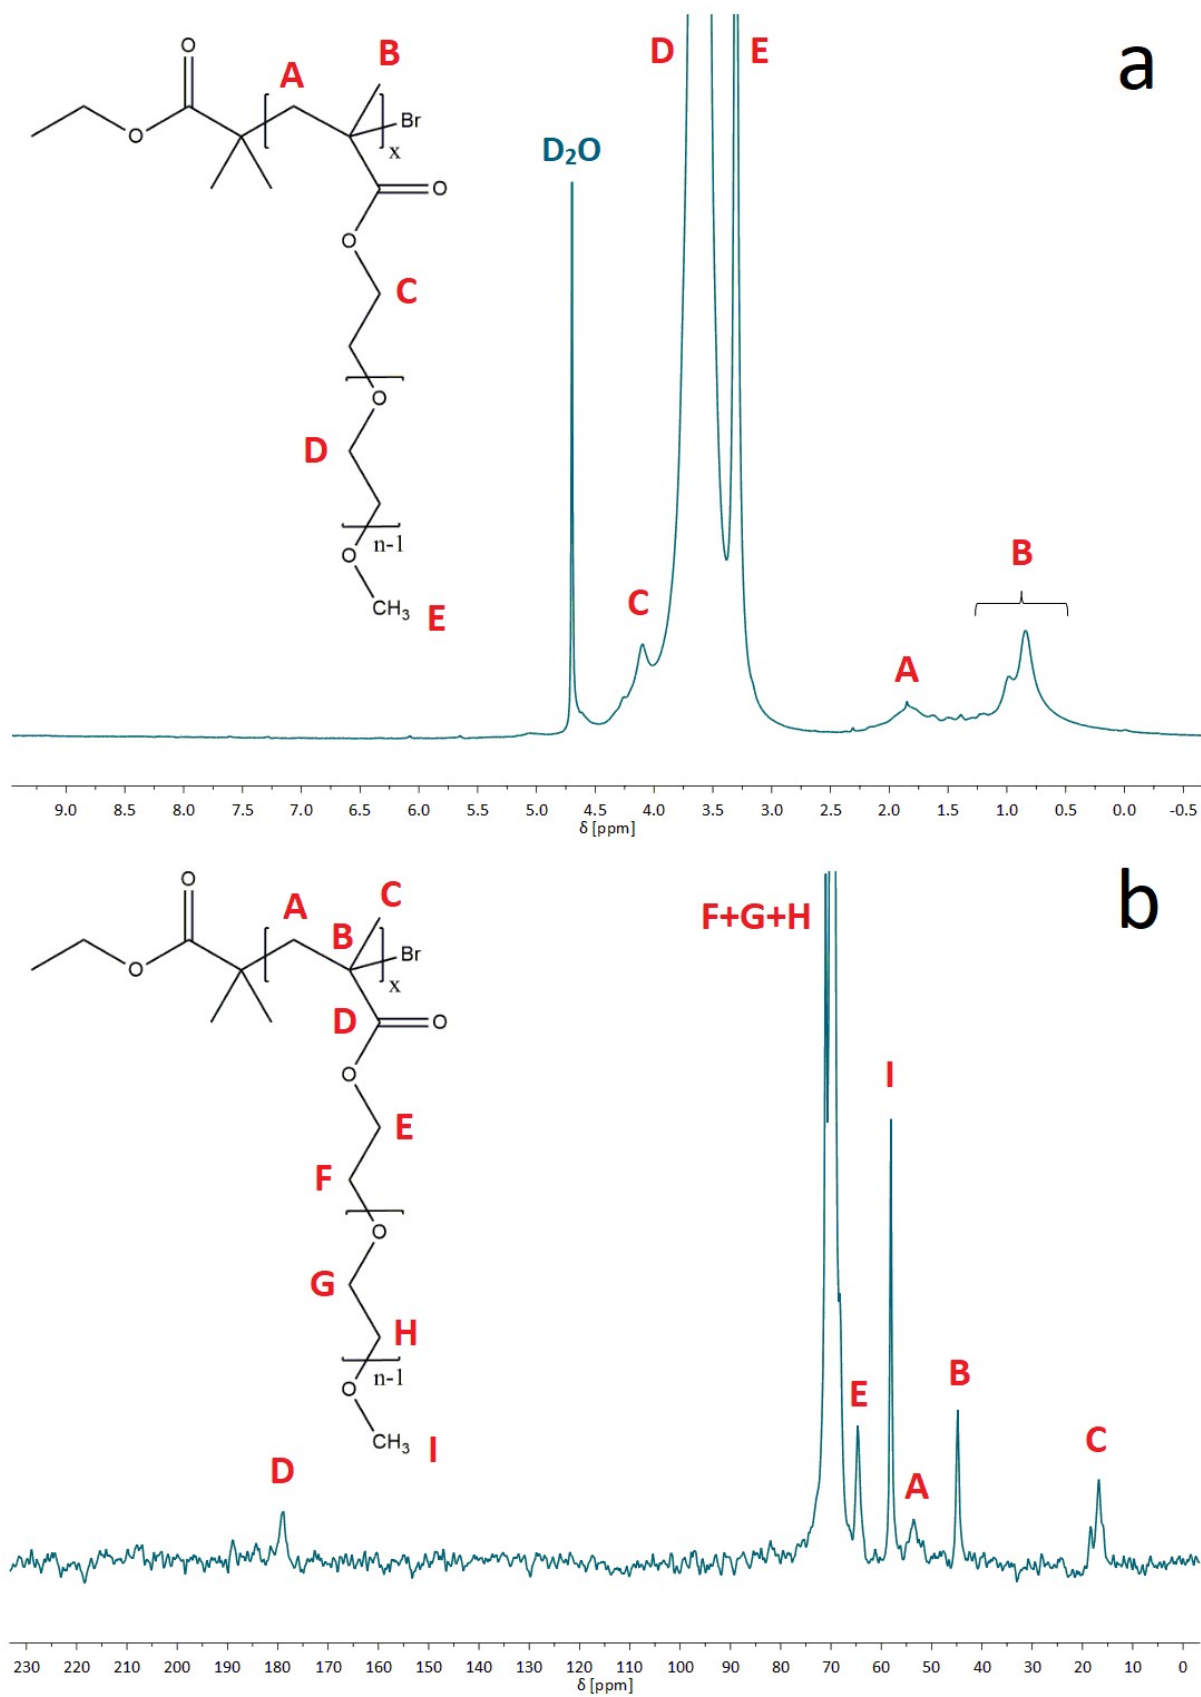 a
D
E
B
A
O
Br
O
x
D₂O
O
O
C
O
D
n-1
O
CH₃
E
C
A
B
9.0 8.5 8.0 7.5 7.0 6.5 6.0 5.5 5.0 4.5 4.0 3.5 3.0 2.5 2.0 1.5 1.0 0.5 0.0 -0.5
δ [ppm]
b
F+G+H
O
A
C
B
Br
O
x
D
O
O
E
F
O
G
H
n-1
O
CH₃
I
D
E
I
A
B
C
230 220 210 200 190 180 170 160 150 140 130 120 110 100 90 80 70 60 50 40 30 20 10 0
δ [ppm]